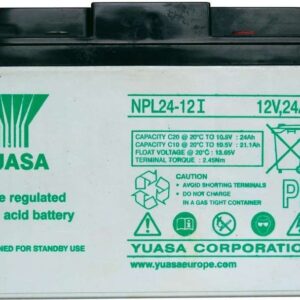 NPL24-12I
12V,24
CAPACITY C20 @ 20°C TO 10.5V : 24Ah
CAPACITY C10 @ 20°C TO 10.5V : 21.1Ah
FLOAT VOLTAGE @ 20°C : 13.65V
TERMINAL TORQUE : 2.45Nm
UASA
e regulated
acid battery
CAUTION
AVOID SHORTING TERMINALS
DO NOT CHARGE
IN A GAS TIGHT CONTAINER
P
NED FOR STANDBY USE
YUASA CORPORATION
www.yuasaeurope.com